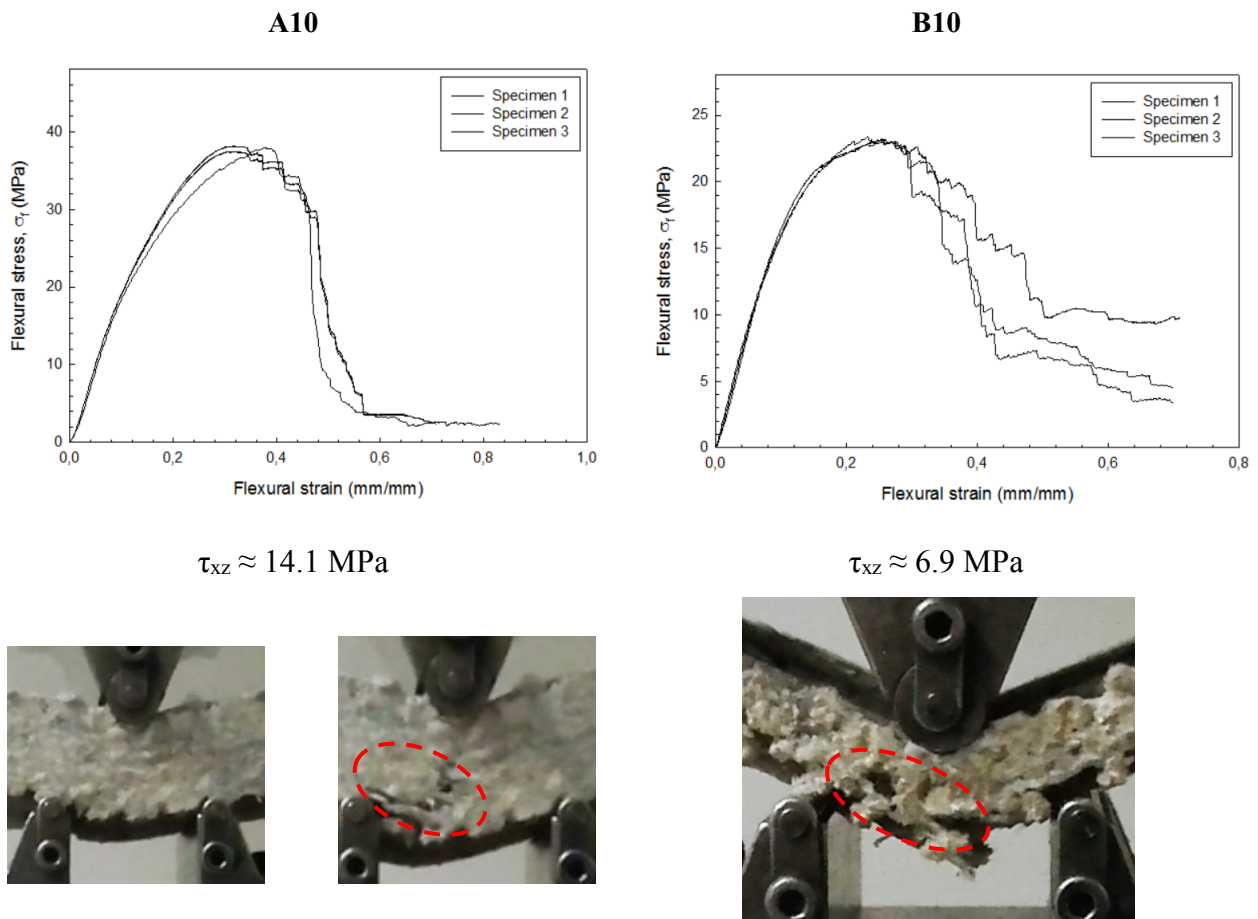 A10
B10
Flexural stress, σf (MPa)
40
30
20
10
0
0,0
0,2
0,4
0,6
0,8
1,0
Flexural strain (mm/mm)
Specimen 1
Specimen 2
Specimen 3
Flexural stress, σf (MPa)
25
20
15
10
5
0
0,0
0,2
0,4
0,6
0,8
Flexural strain (mm/mm)
Specimen 1
Specimen 2
Specimen 3
τxz ≈ 14.1 MPa
τxz ≈ 6.9 MPa